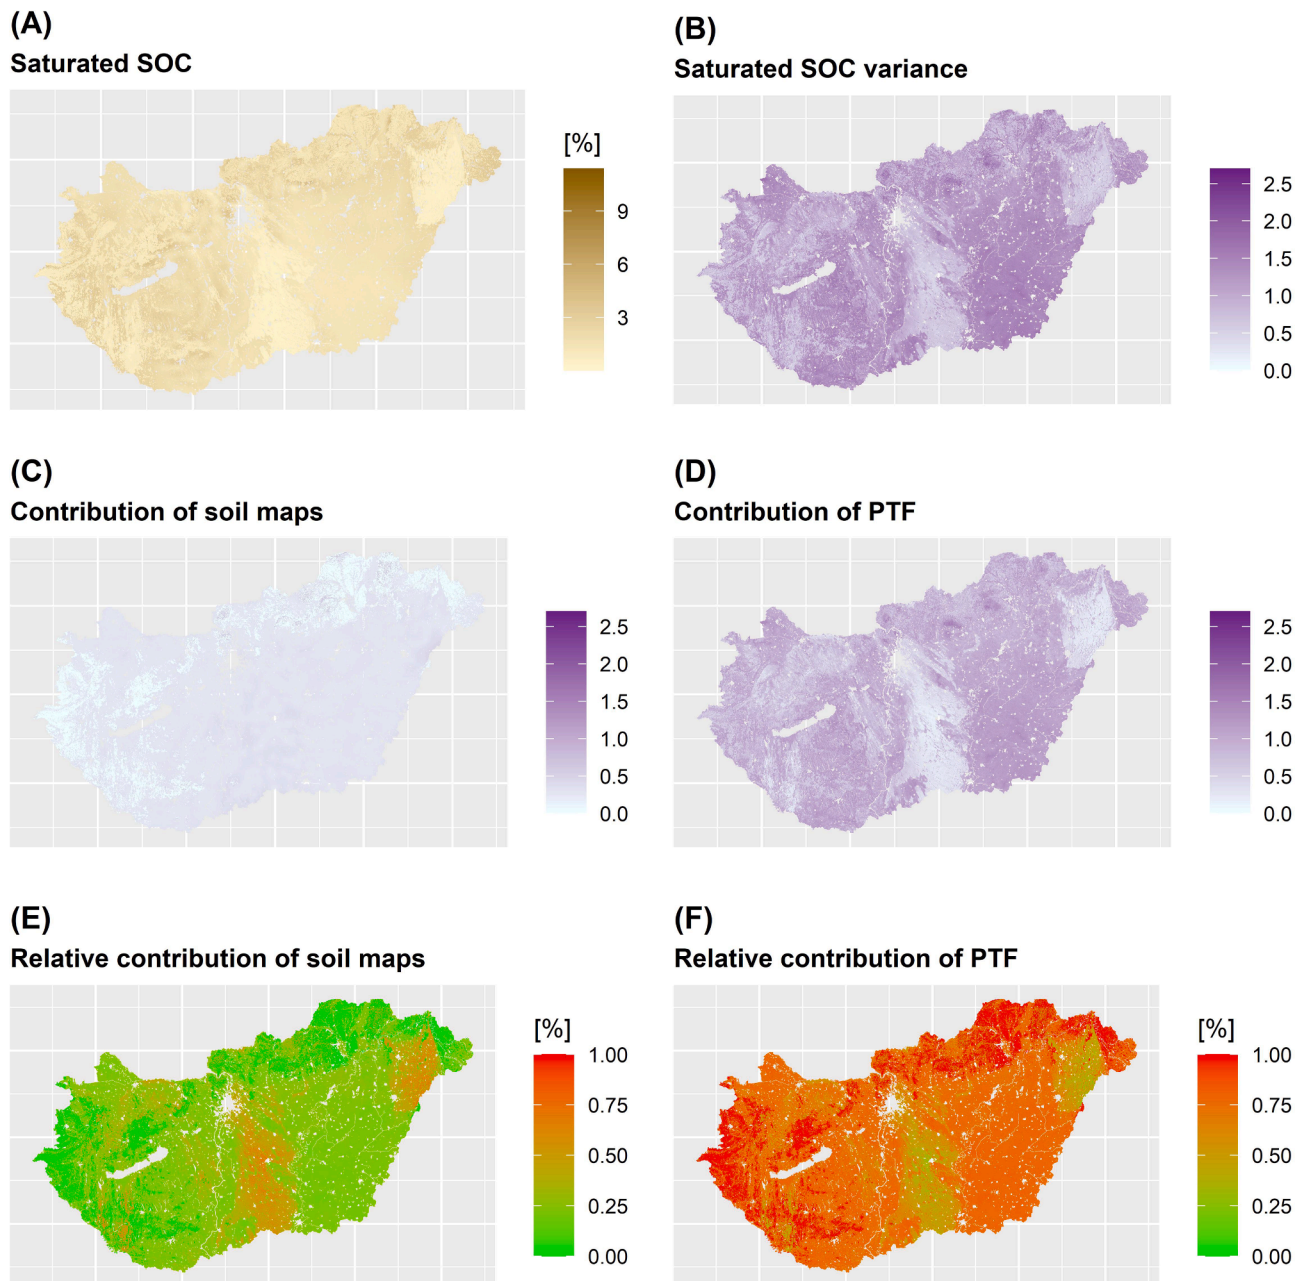 (A)
Saturated SOC
[%]
9
6
3
(B)
Saturated SOC variance
2.5
2.0
1.5
1.0
0.5
0.0
(C)
Contribution of soil maps
2.5
2.0
1.5
1.0
0.5
0.0
(D)
Contribution of PTF
2.5
2.0
1.5
1.0
0.5
0.0
(E)
Relative contribution of soil maps
[%]
1.00
0.75
0.50
0.25
0.00
(F)
Relative contribution of PTF
[%]
1.00
0.75
0.50
0.25
0.00